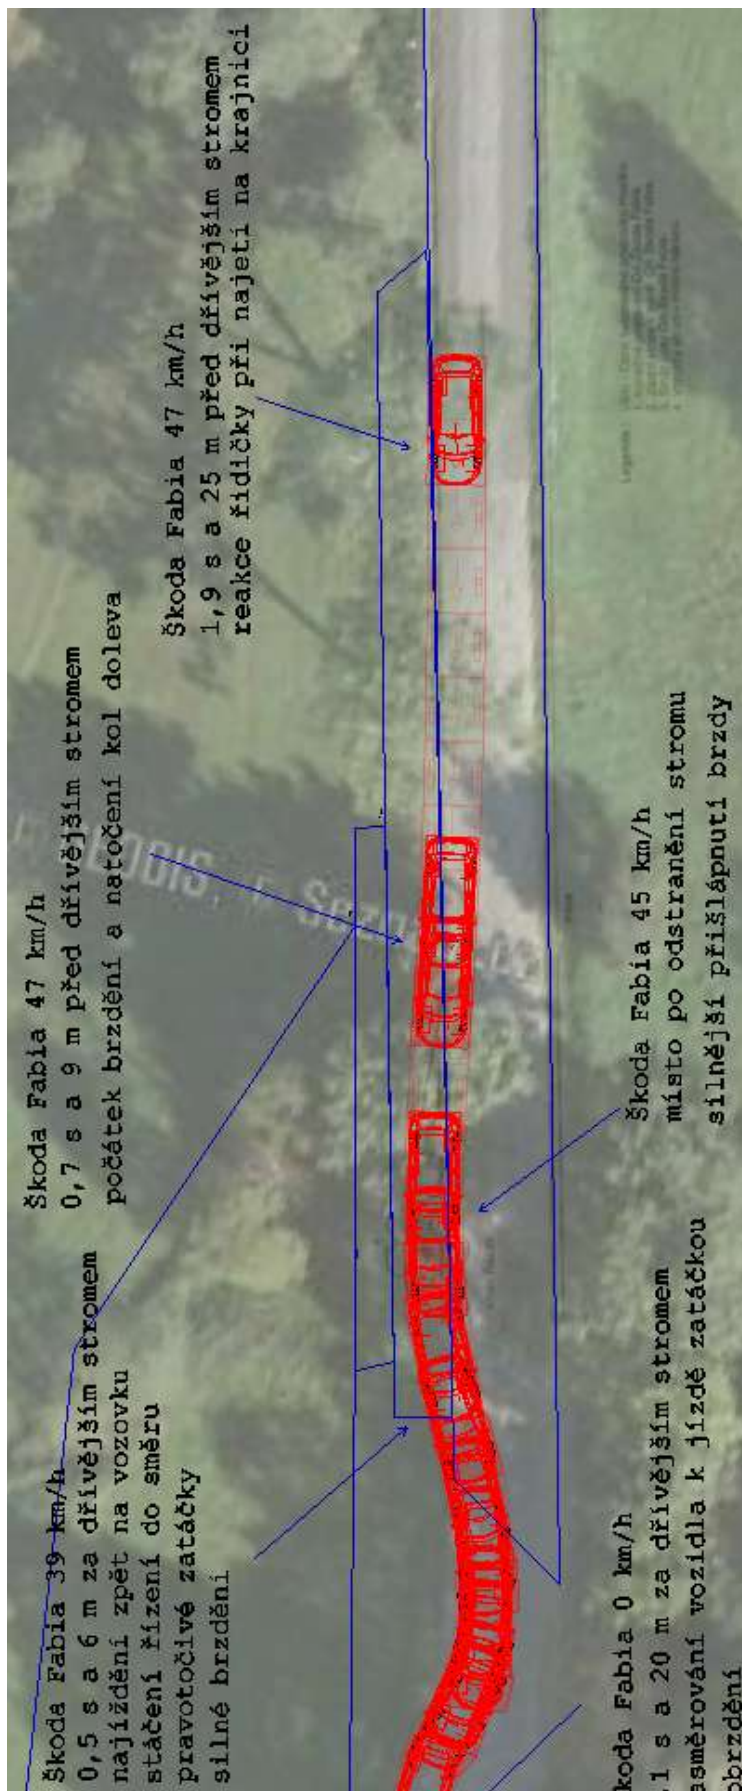 Škoda Fabia 47 km/h
1,9 s a 25 m před dřívějším stromem
reakce řidičky při najetí na krajnici
Škoda Fabia 47 km/h
0,7 s a 9 m před dřívějším stromem
počátek brzdění a natočení kol doleva
Škoda Fabia 39 km/h
0,5 s a 6 m za dřívějším stromem
najíždění zpět na vozovku
stáčení řízení do směru
pravotočivé zatáčky
silné brzdění
Škoda Fabia 45 km/h
místo po odstranění stromu
silnější přišlápnutí brzdy
koda Fabia 0 km/h
,1 s a 20 m za dřívějším stromem
asměrování vozidla k jízdě zatáčkou
obrzdění